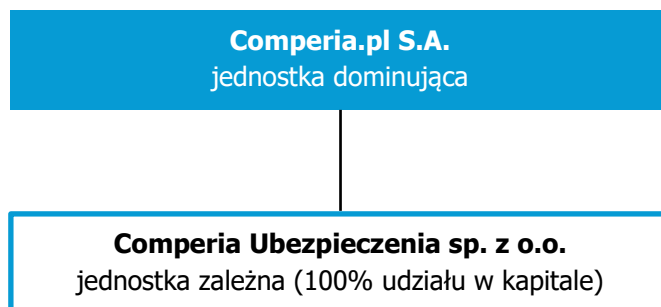 Comperia.pl S.A.
jednostka dominująca
Comperia Ubezpieczenia sp. z o.o.
jednostka zależna (100% udziału w kapitale)